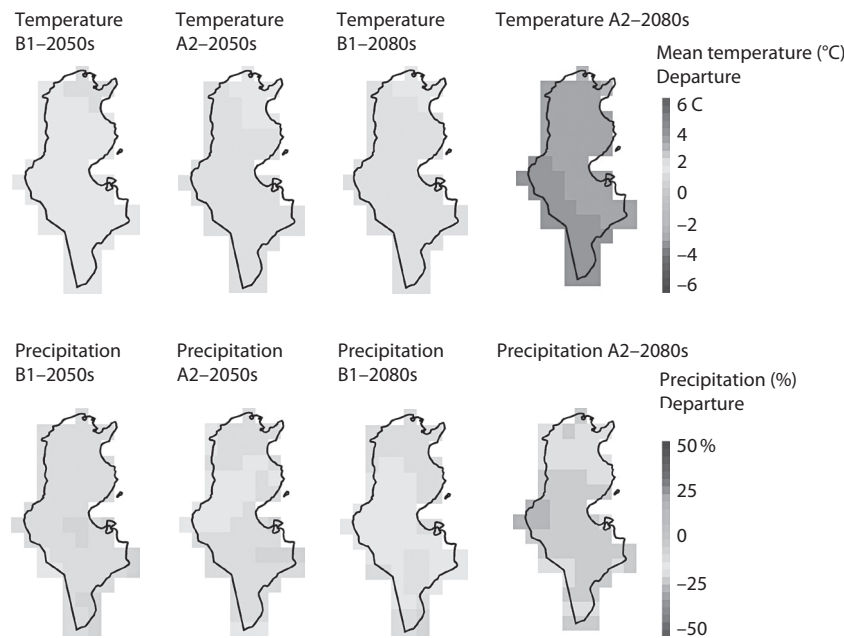 Temperature
B1–2050s
Temperature
A2–2050s
Temperature
B1–2080s
Temperature A2–2080s
Mean temperature (°C)
Departure
6 C
4
2
0
−2
−4
−6
Precipitation
B1–2050s
Precipitation
A2–2050s
Precipitation
B1–2080s
Precipitation A2–2080s
Precipitation (%)
Departure
50 %
25
0
−25
−50